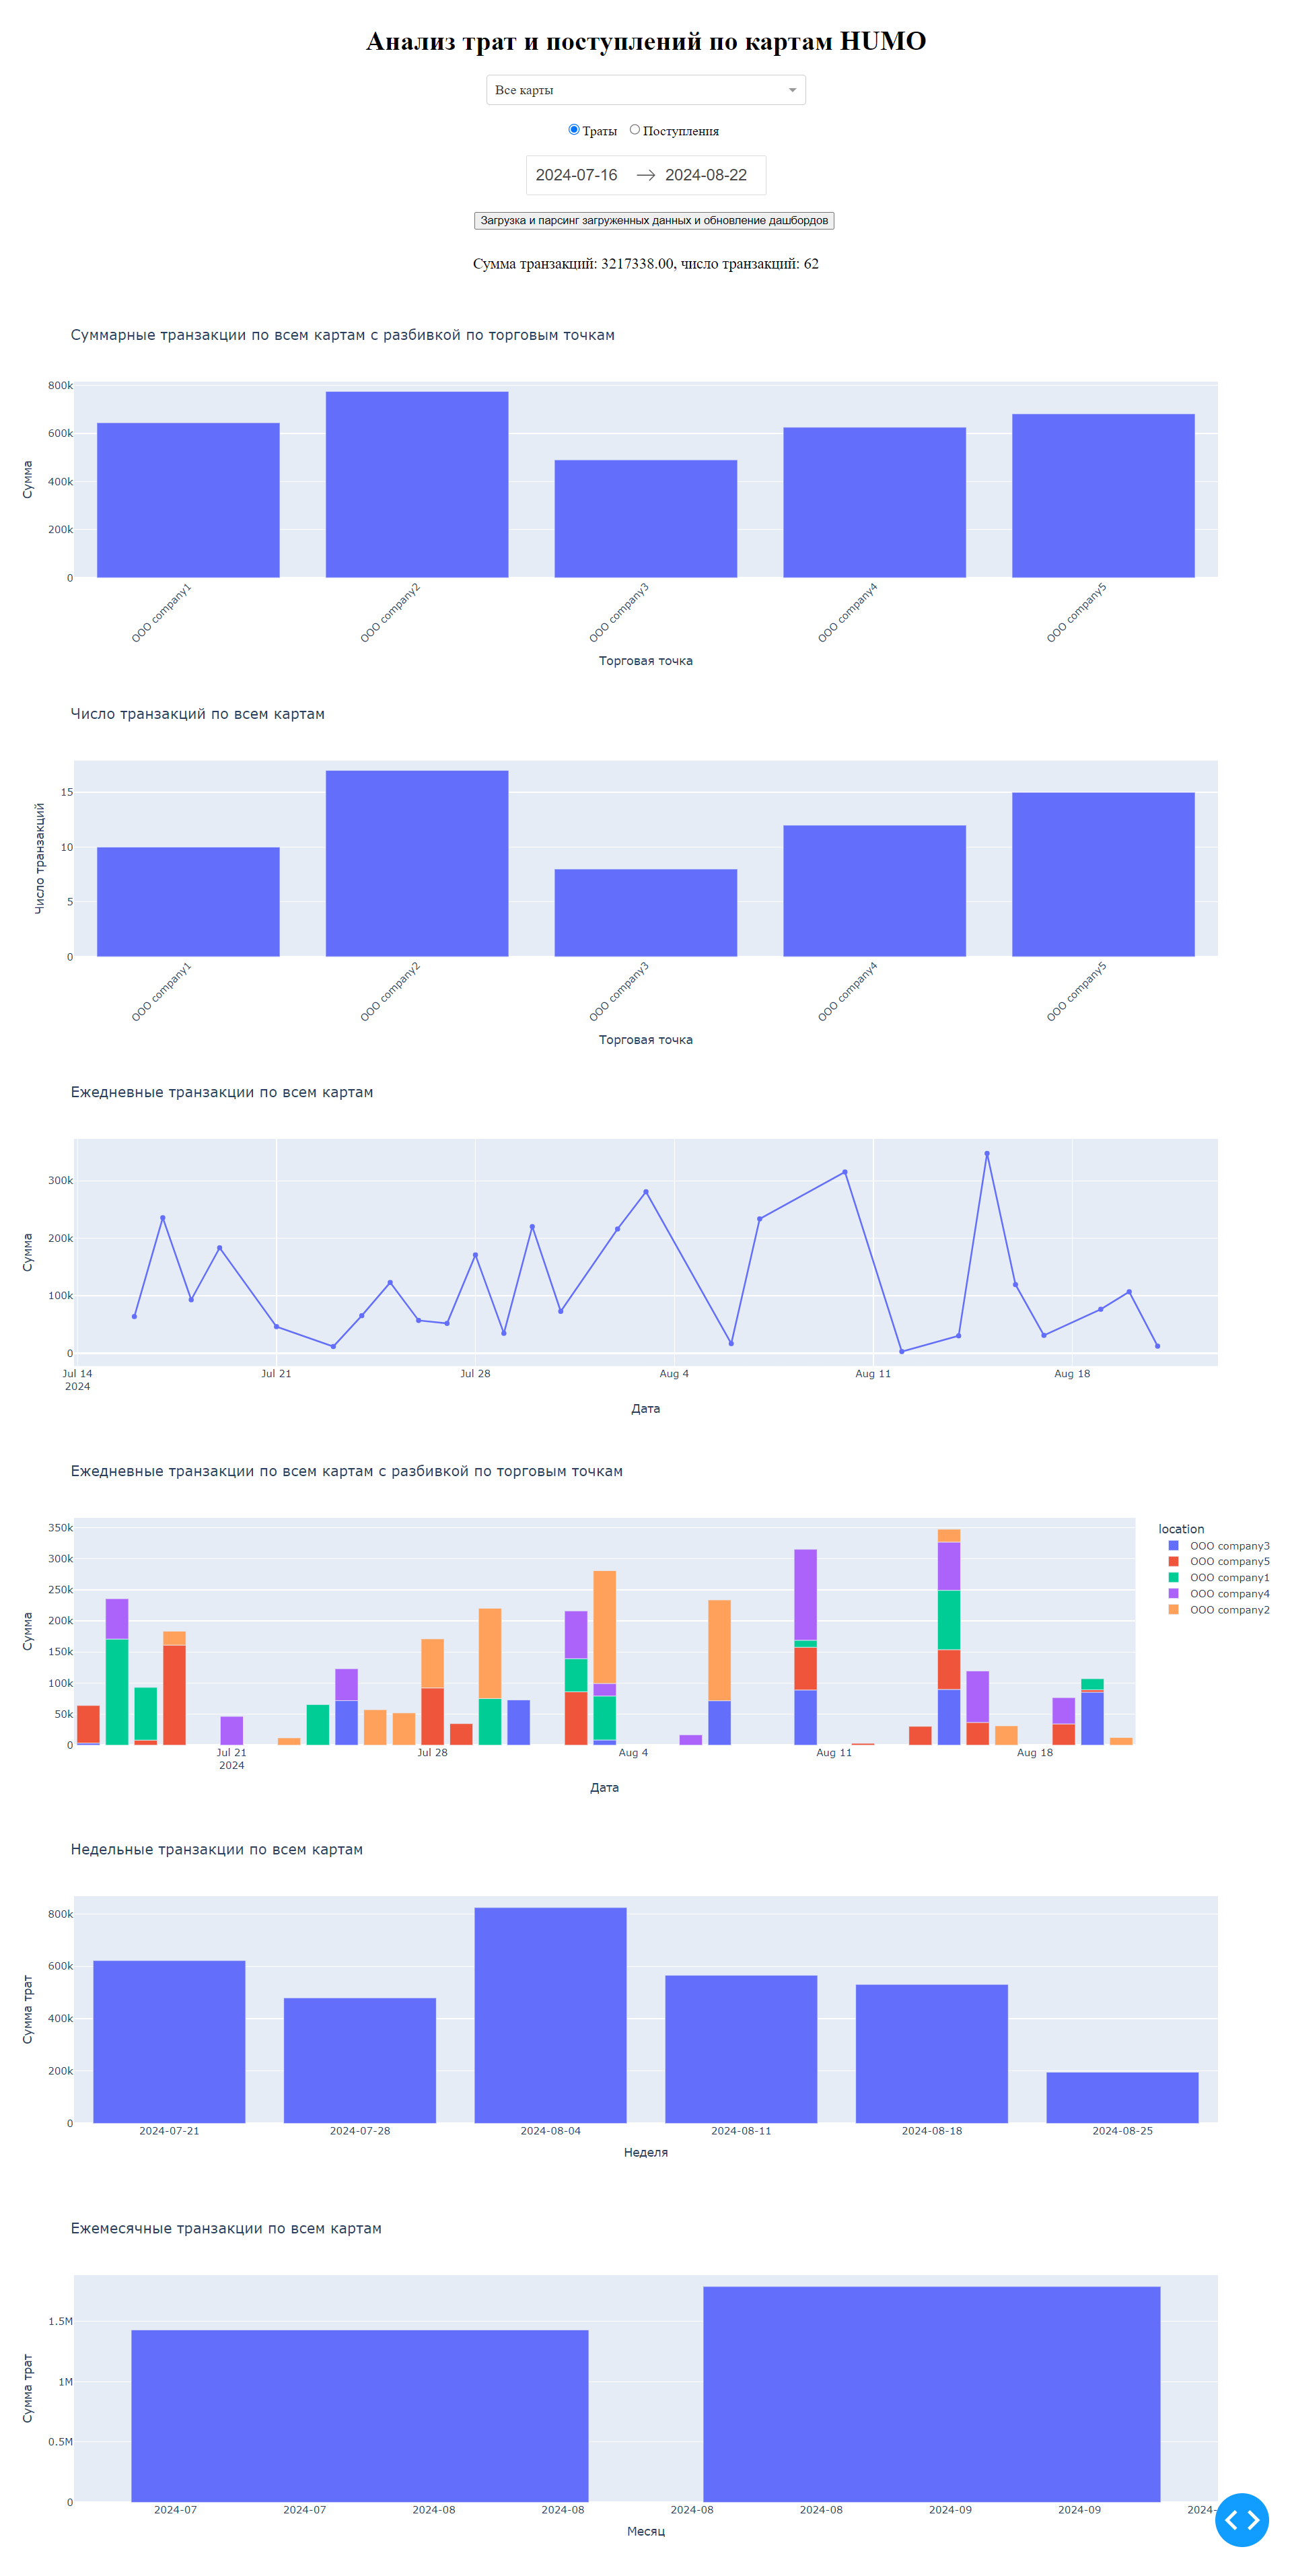 Анализ трат и поступлений по картам HUMO
Все карты
Траты Поступления
2024-07-16 → 2024-08-22
Загрузка и парсинг загруженных данных и обновление дашбордов
Сумма транзакций: 3217338.00, число транзакций: 62
Суммарные транзакции по всем картам с разбивкой по торговым точкам
800k
600k
400k
200k
0
Сумма
OOO company1
OOO company2
OOO company3
OOO company4
OOO company5
Торговая точка
Число транзакций по всем картам
15
10
5
0
Число транзакций
OOO company1
OOO company2
OOO company3
OOO company4
OOO company5
Торговая точка
Ежедневные транзакции по всем картам
300k
200k
100k
0
Сумма
Jul 14 Jul 21 Jul 28 Aug 4 Aug 11 Aug 18
2024
Дата
Ежедневные транзакции по всем картам с разбивкой по торговым точкам
350k
300k
250k
200k
150k
100k
50k
0
Сумма
location
OOO company3
OOO company5
OOO company1
OOO company4
OOO company2
Jul 21 Jul 28 Aug 4 Aug 11 Aug 18
2024
Дата
Недельные транзакции по всем картам
800k
600k
400k
200k
0
Сумма трат
2024-07-21 2024-07-28 2024-08-04 2024-08-11 2024-08-18 2024-08-25
Неделя
Ежемесячные транзакции по всем картам
1.5M
1M
0.5M
0
Сумма трат
2024-07 2024-07 2024-08 2024-08 2024-08 2024-08 2024-09 2024-09 2024-
Месяц